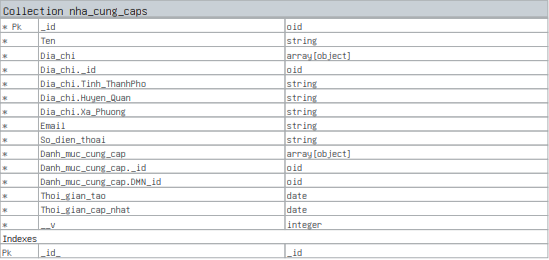 Collection nha_cung_caps
* Pk _id oid
* Ten string
* Dia_chi array[object]
* Dia_chi._id oid
* Dia_chi.Tinh_ThanhPho string
* Dia_chi.Huyen_Quan string
* Dia_chi.Xa_Phuong string
* Email string
* So_dien_thoai string
* Danh_muc_cung_cap array[object]
* Danh_muc_cung_cap._id oid
* Danh_muc_cung_cap.DMN_id oid
* Thoi_gian_tao date
* Thoi_gian_cap_nhat date
* __v integer
Indexes
Pk _id_ _id